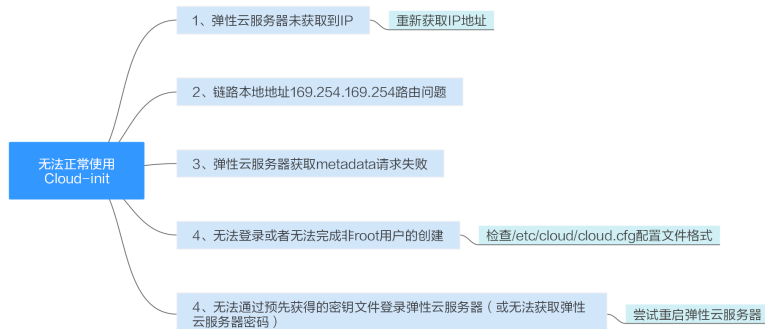 1、弹性云服务器未获取到IP
重新获取IP地址
2、链路本地地址169.254.169.254路由问题
无法正常使用
Cloud-init
3、弹性云服务器获取metadata请求失败
4、无法登录或者无法完成非root用户的创建
检查/etc/cloud/cloud.cfg配置文件格式
4、无法通过预先获得的密钥文件登录弹性云服务器（或无法获取弹性
云服务器密码）
尝试重启弹性云服务器